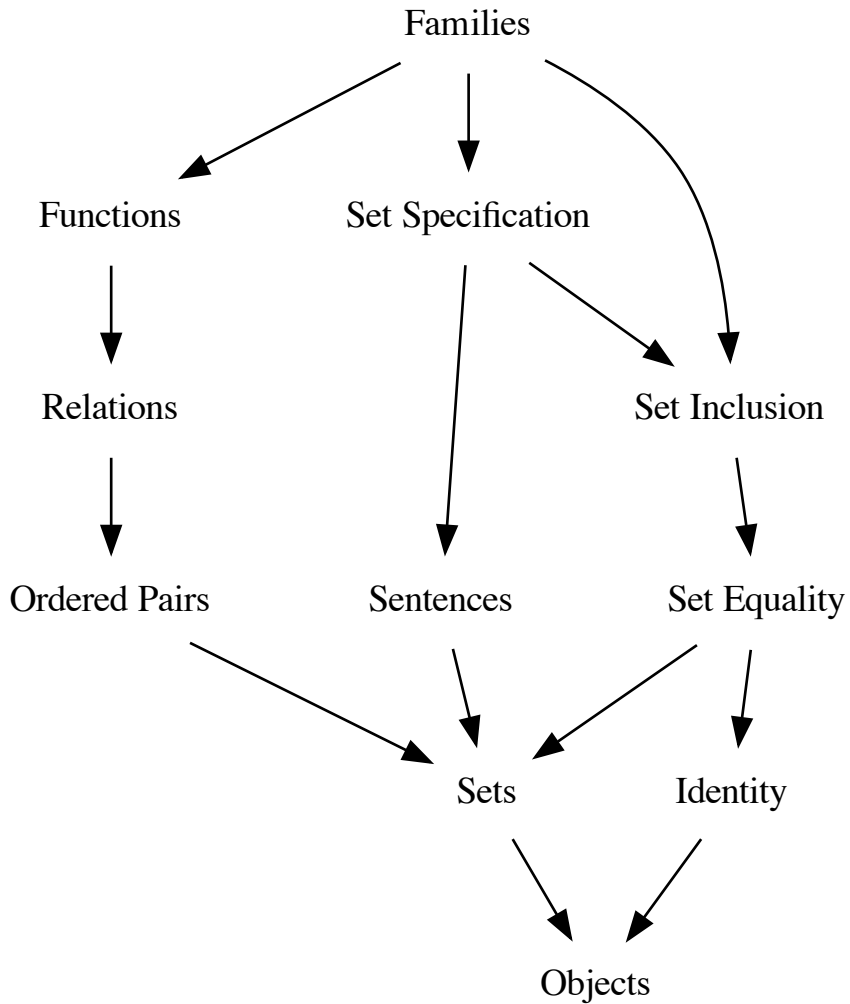 Families
Functions
Set Specification
Relations
Set Inclusion
Ordered Pairs
Sentences
Set Equality
Sets
Identity
Objects